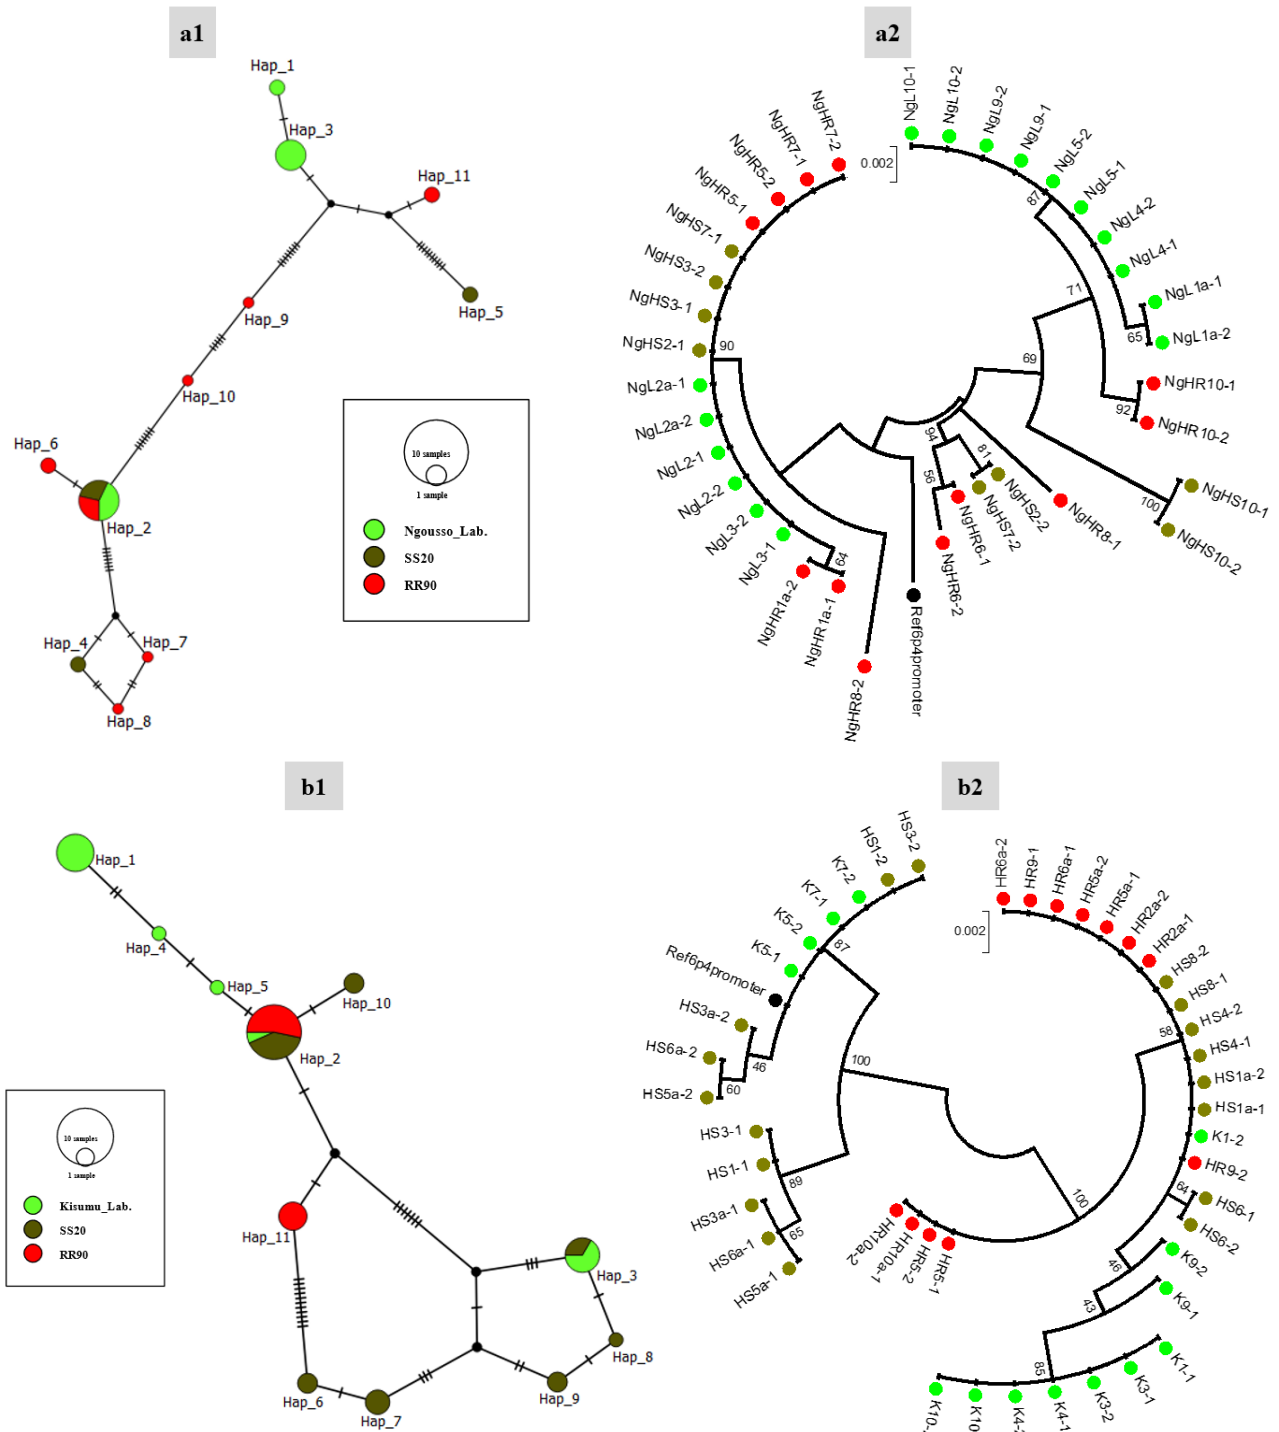 a1
Hap_1
Hap_3
Hap_11
Hap_5
Hap_9
Hap_10
Hap_6
Hap_2
Hap_4
Hap_7
Hap_8
10 samples
1 sample
Ngousso_Lab.
SS20
RR90
a2
0.002
NgL10-1
NgL10-2
NgL9-2
NgL9-1
NgL5-2
NgL5-1
NgL4-2
NgL4-1
NgL1a-1
NgL1a-2
NgHR10-1
NgHR10-2
NgHS10-1
NgHS10-2
NgHR8-1
NgHS2-2
NgHS7-2
NgHR6-1
NgHR6-2
Ref6p4promoter
NgHR8-2
NgHR1a-1
NgHR1a-2
NgL3-1
NgL3-2
NgL2-2
NgL2-1
NgL2a-2
NgL2a-1
NgHS2-1
NgHS3-1
NgHS3-2
NgHS7-1
NgHR5-1
NgHR5-2
NgHR7-1
NgHR7-2
87
71
65
69
92
100
81
94
56
90
64
b1
Hap_1
Hap_4
Hap_5
Hap_10
Hap_2
Hap_11
Hap_3
Hap_8
Hap_9
Hap_6
Hap_7
10 samples
1 sample
Kisumu_Lab.
SS20
RR90
b2
0.002
HR6a-2
HR9-1
HR6a-1
HR5a-2
HR5a-1
HR2a-2
HR2a-1
HS8-2
HS8-1
HS4-2
HS4-1
HS1a-2
HS1a-1
K1-2
HR9-2
HS6-1
HS6-2
K9-2
K9-1
K1-1
K3-1
K3-2
K4-1
K10
HR5-1
HR5-2
HR10a-1
HR10a-2
HS5a-1
HS6a-1
HS3a-1
HS1-1
HS3-1
HS5a-2
HS6a-2
HS3a-2
Ref6p4promoter
K5-1
K5-2
K7-1
K7-2
HS1-2
HS3-2
87
100
46
60
89
65
100
58
64
46
43
85